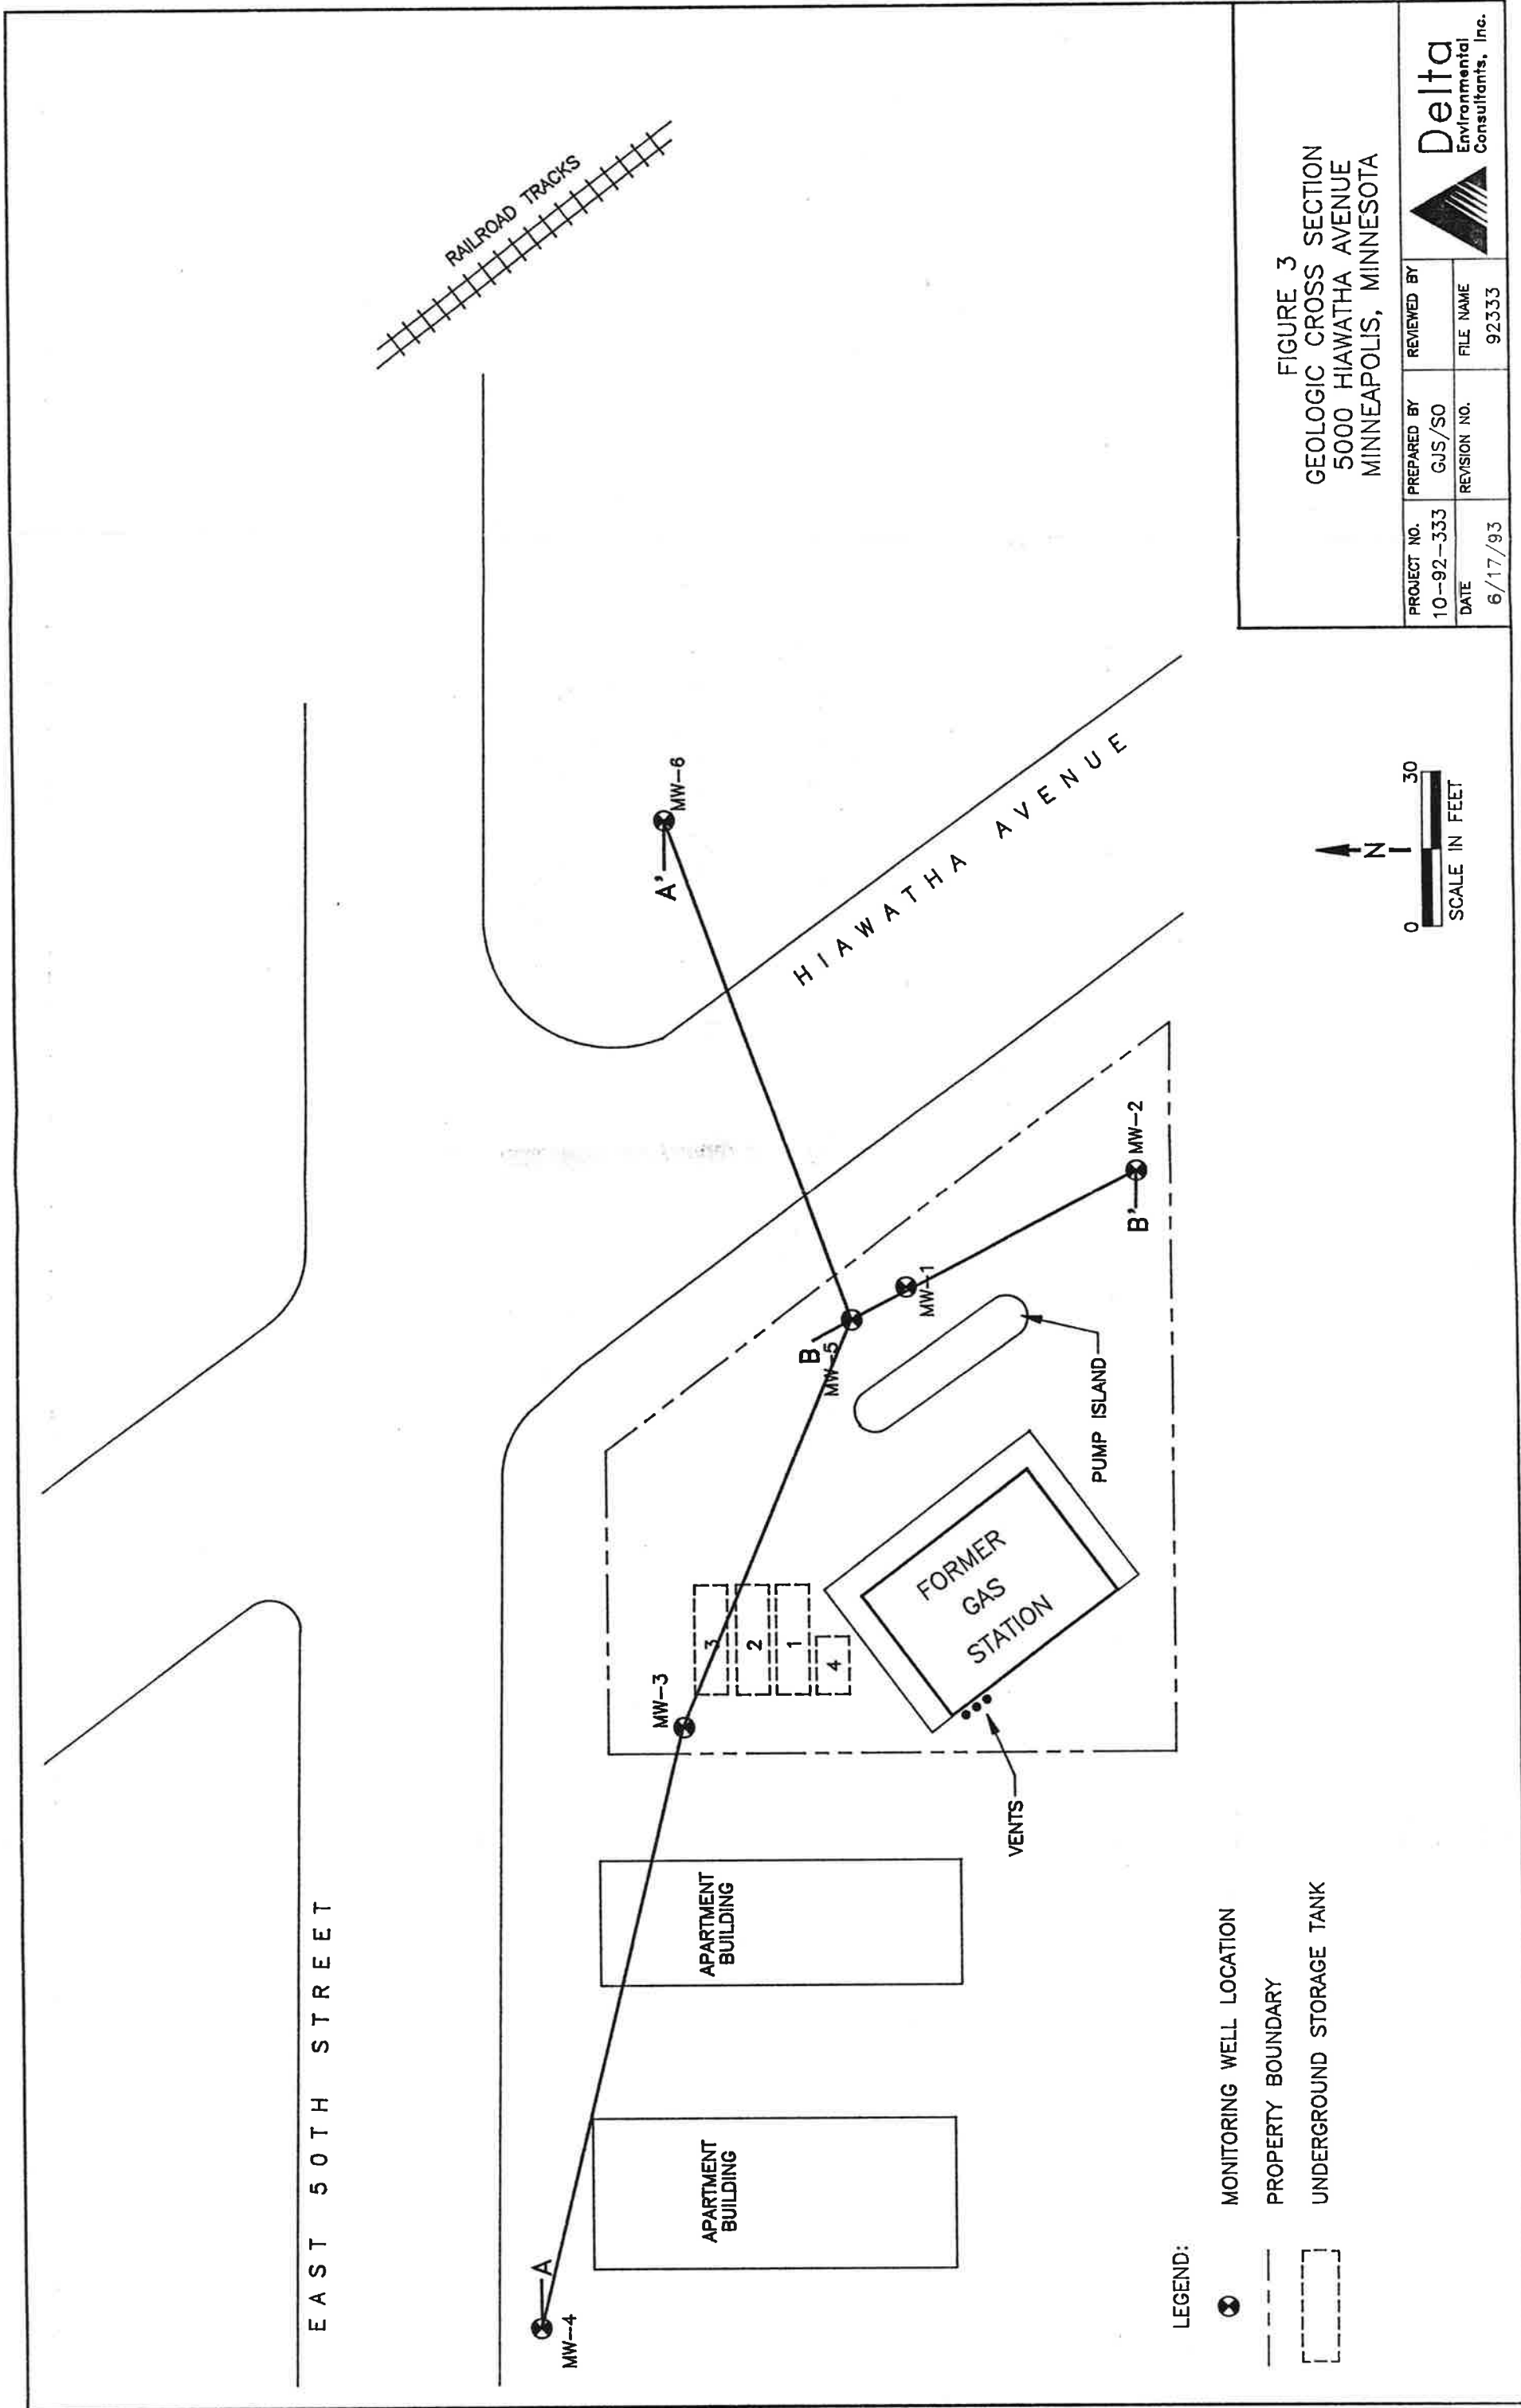 EAST 50TH STREET
RAILROAD TRACKS
A
MW-4
MW-3
A'
MW-6
APARTMENT
BUILDING
APARTMENT
BUILDING
3
2
1
4
B
MW-5
MW-1
HIAWATHA AVENUE
FORMER
GAS
STATION
VENTS
PUMP ISLAND
B'
MW-2
LEGEND:
MONITORING WELL LOCATION
PROPERTY BOUNDARY
UNDERGROUND STORAGE TANK
N
0 30
SCALE IN FEET
FIGURE 3
GEOLOGIC CROSS SECTION
5000 HIAWATHA AVENUE
MINNEAPOLIS, MINNESOTA
PROJECT NO. PREPARED BY REVIEWED BY
10-92-333 GJS/SO
DATE REVISION NO. FILE NAME
6/17/93 92333
Delta
Environmental
Consultants, Inc.